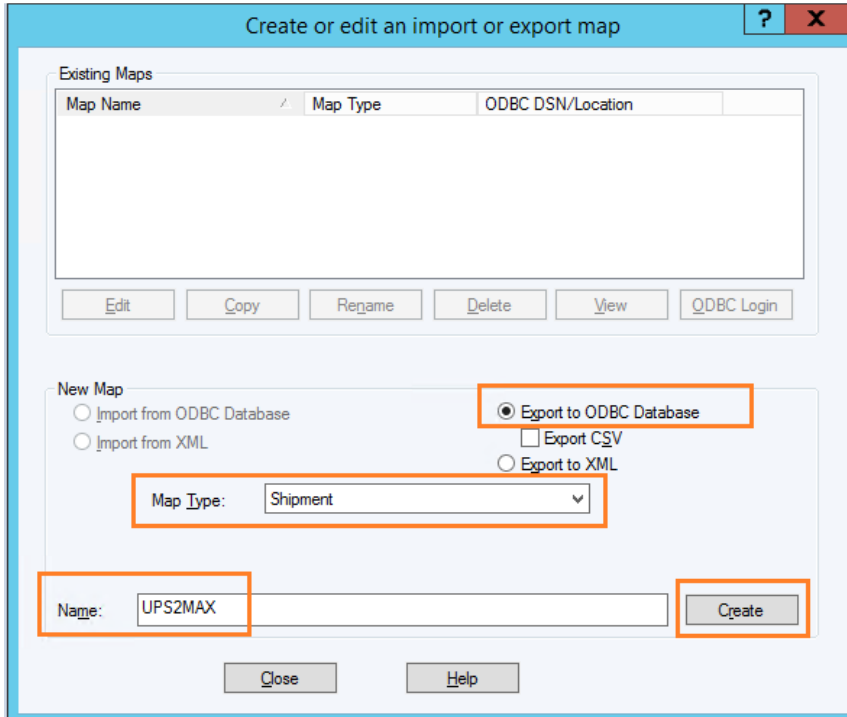 Create or edit an import or export map
? X
Existing Maps
Map Name Map Type ODBC DSN/Location
Edit Copy Rename Delete View ODBC Login
New Map
Import from ODBC Database Export to ODBC Database
Import from XML Export CSV
Export to XML
Map Type: Shipment
Name: UPS2MAX Create
Close Help